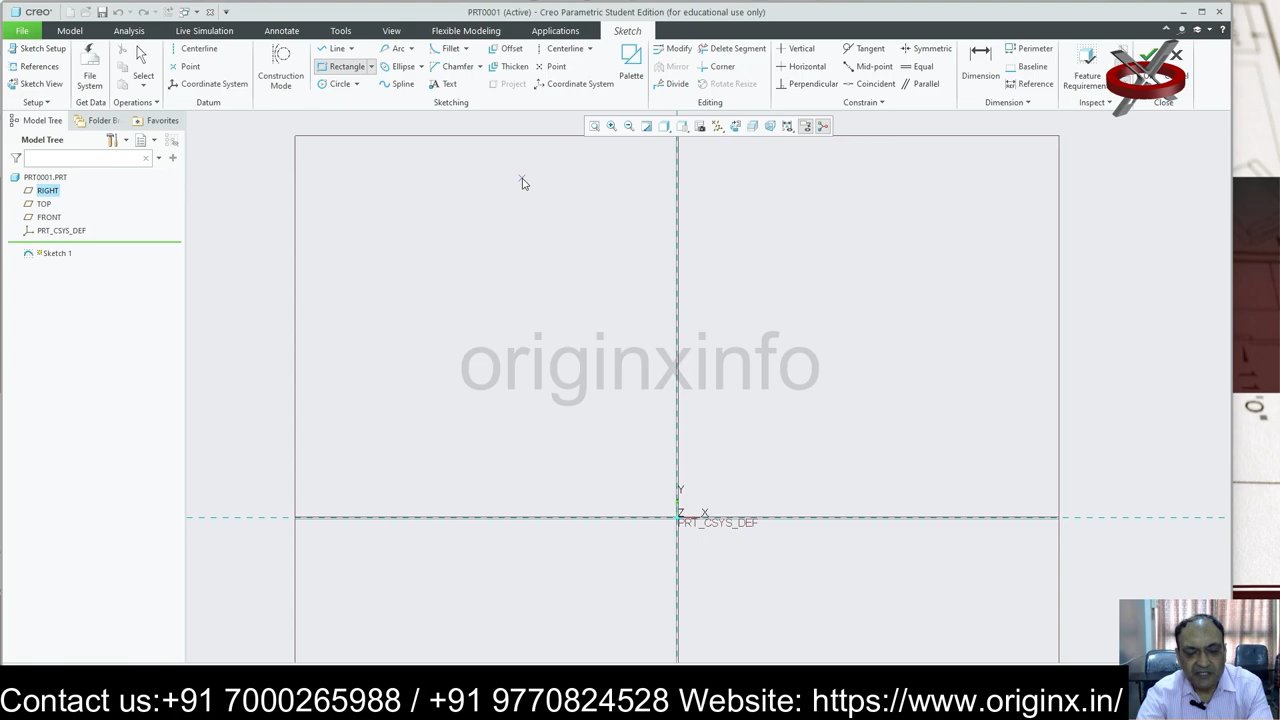 creo
PRT0001 (Active) - Creo Parametric Student Edition (for educational use only)
File Model Analysis Live Simulation Annotate Tools View Flexible Modeling Applications Sketch
Sketch Setup
References
Sketch View
Setup
File System
Get Data
Select
Operations
Centerline
Point
Coordinate System
Datum
Construction Mode
Line Arc Fillet Offset Centerline
Rectangle Ellipse Chamfer Thicken Point
Circle Spline Text Project Coordinate System
Sketching
Palette
Modify Delete Segment
Mirror Corner
Divide Rotate Resize
Editing
Vertical Tangent Symmetric
Horizontal Mid-point Equal
Perpendicular Coincident Parallel
Constrain
Dimension
Perimeter
Baseline
Reference
Dimension
Feature Requirements
Inspect
Close
Model Tree Folder B Favorites
Model Tree
PRT0001.PRT
RIGHT
TOP
FRONT
PRT_CSYS_DEF
Sketch 1
originxinfo
Y
Z X
PRT_CSYS_DEF
Contact us:+91 7000265988 / +91 9770824528 Website: https://www.originx.in/